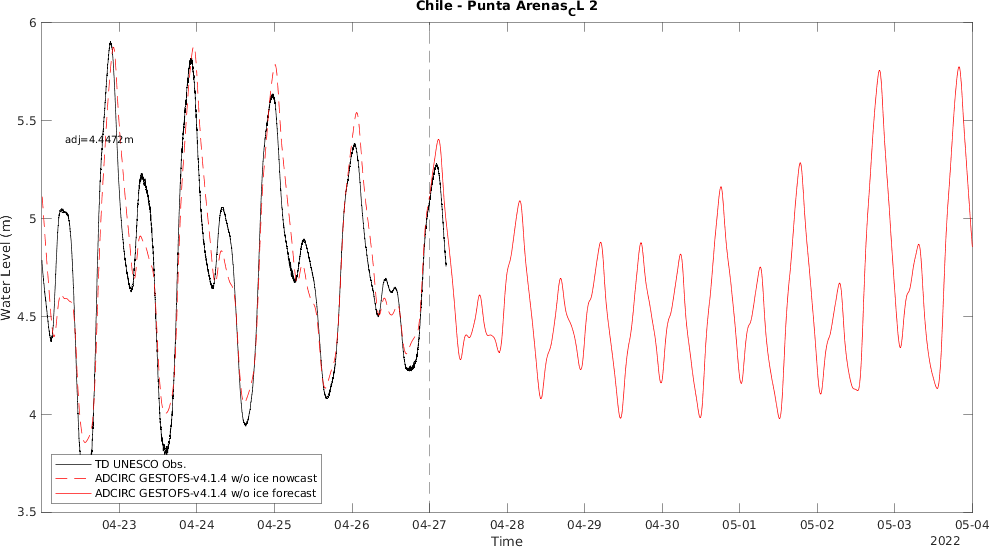 Chile - Punta Arenas_CL 2
6
5.5
5
4.5
4
3.5
Water Level (m)
adj=4.4472m
TD UNESCO Obs.
ADCIRC GESTOFS-v4.1.4 w/o ice nowcast
ADCIRC GESTOFS-v4.1.4 w/o ice forecast
04-23 04-24 04-25 04-26 04-27 04-28 04-29 04-30 05-01 05-02 05-03 05-04
Time
2022